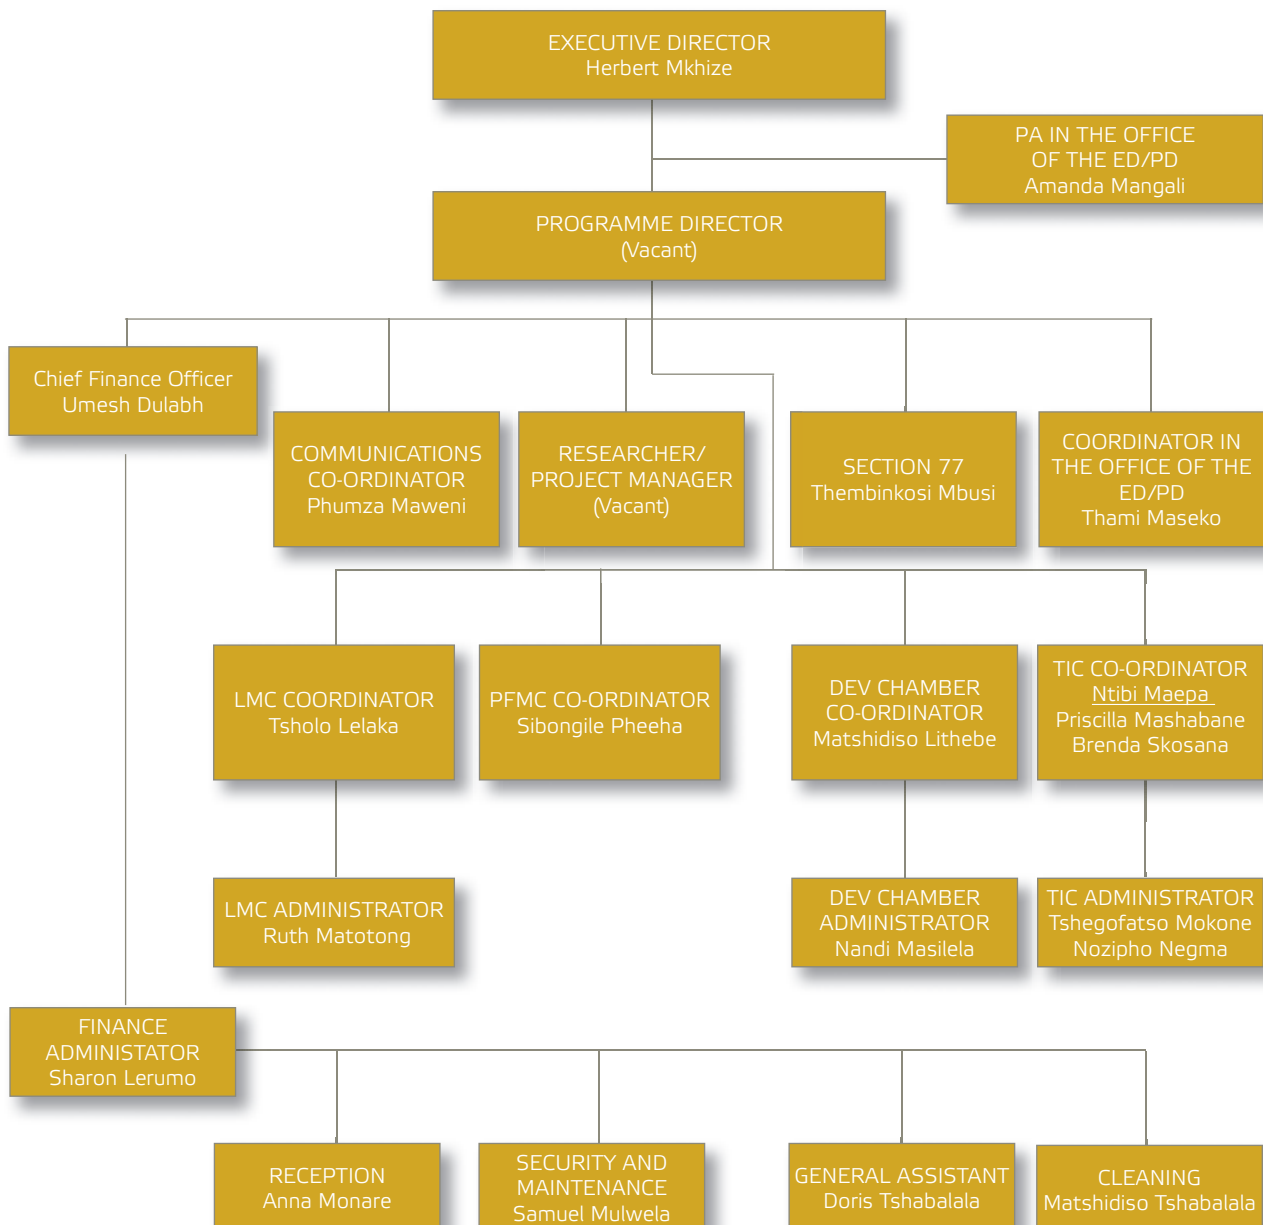 EXECUTIVE DIRECTOR
Herbert Mkhize
PA IN THE OFFICE
OF THE ED/PD
Amanda Mangali
PROGRAMME DIRECTOR
(Vacant)
Chief Finance Officer
Umesh Dulabh
COMMUNICATIONS
CO-ORDINATOR
Phumza Maweni
RESEARCHER/
PROJECT MANAGER
(Vacant)
SECTION 77
Thembinkosi Mbusi
COORDINATOR IN
THE OFFICE OF THE
ED/PD
Thami Maseko
LMC COORDINATOR
Tsholo Lelaka
PFMC CO-ORDINATOR
Sibongile Pheeha
DEV CHAMBER
CO-ORDINATOR
Matshidiso Lithebe
TIC CO-ORDINATOR
Ntibi Maepa
Priscilla Mashabane
Brenda Skosana
LMC ADMINISTRATOR
Ruth Matotong
DEV CHAMBER
ADMINISTRATOR
Nandi Masilela
TIC ADMINISTRATOR
Tshegofatso Mokone
Nozipho Negma
FINANCE
ADMINISTATOR
Sharon Lerumo
RECEPTION
Anna Monare
SECURITY AND
MAINTENANCE
Samuel Mulwela
GENERAL ASSISTANT
Doris Tshabalala
CLEANING
Matshidiso Tshabalala